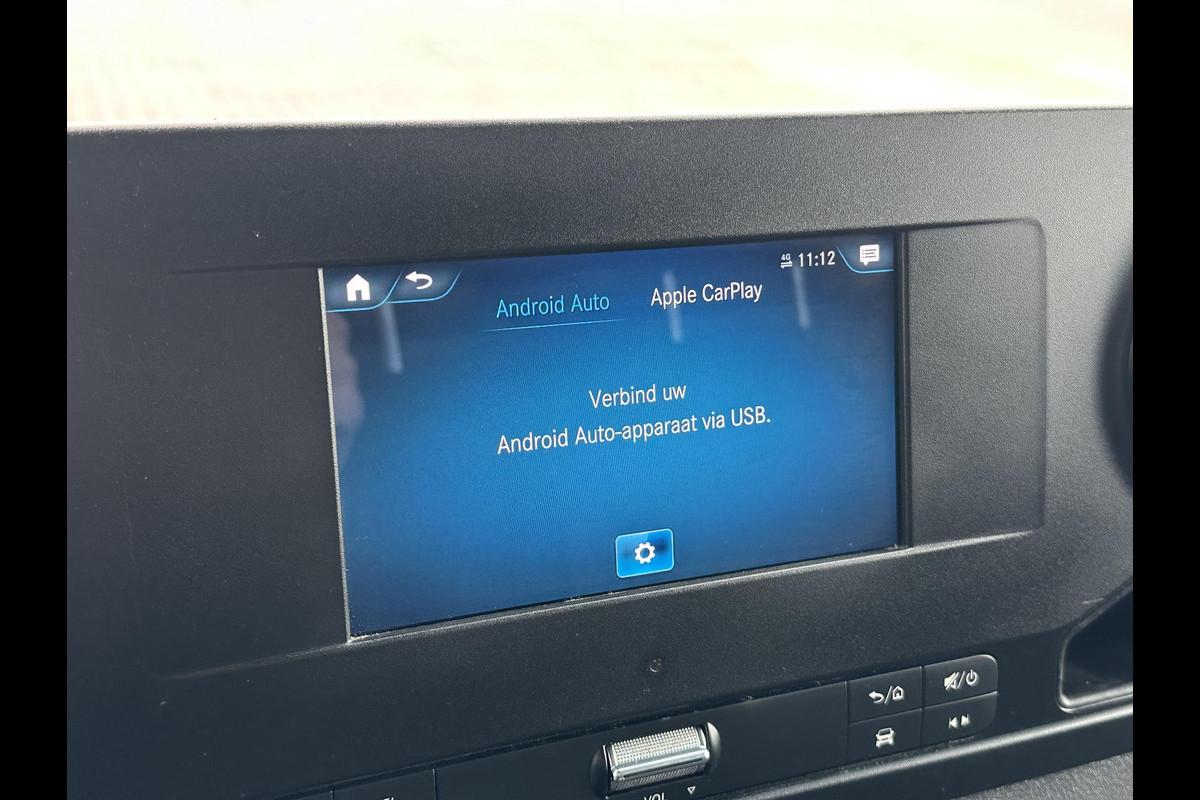 4G 11:12
Android Auto Apple CarPlay
Verbind uw
Android Auto-apparaat via USB.
VOL